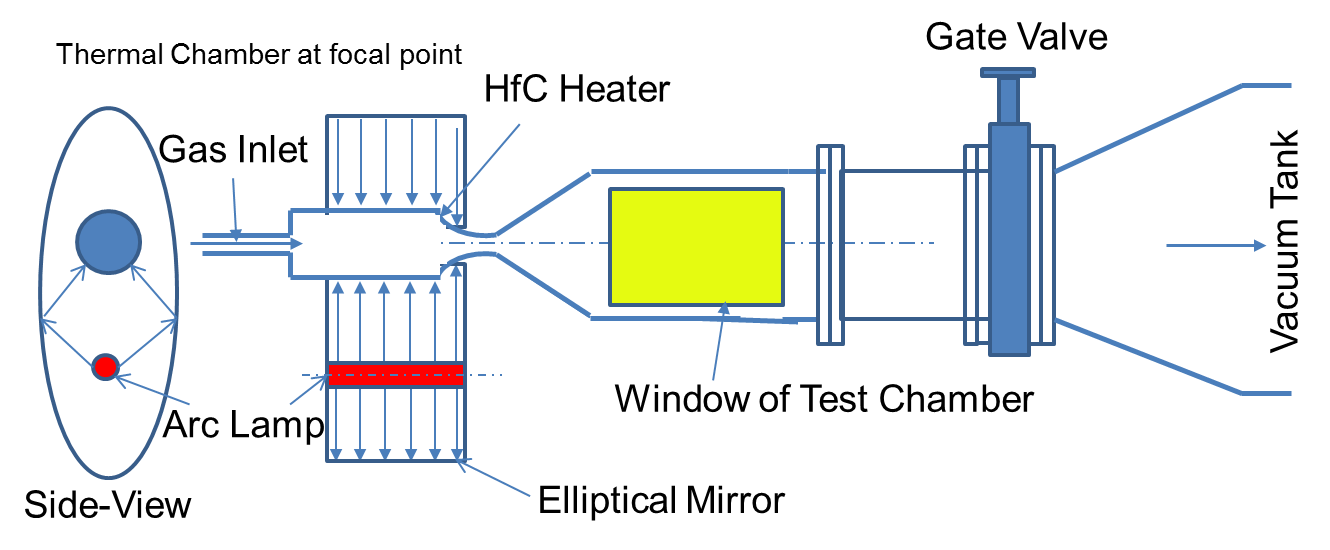 Gate Valve
Thermal Chamber at focal point
HfC Heater
Gas Inlet
Vacuum Tank
Window of Test Chamber
Arc Lamp
Side-View
Elliptical Mirror